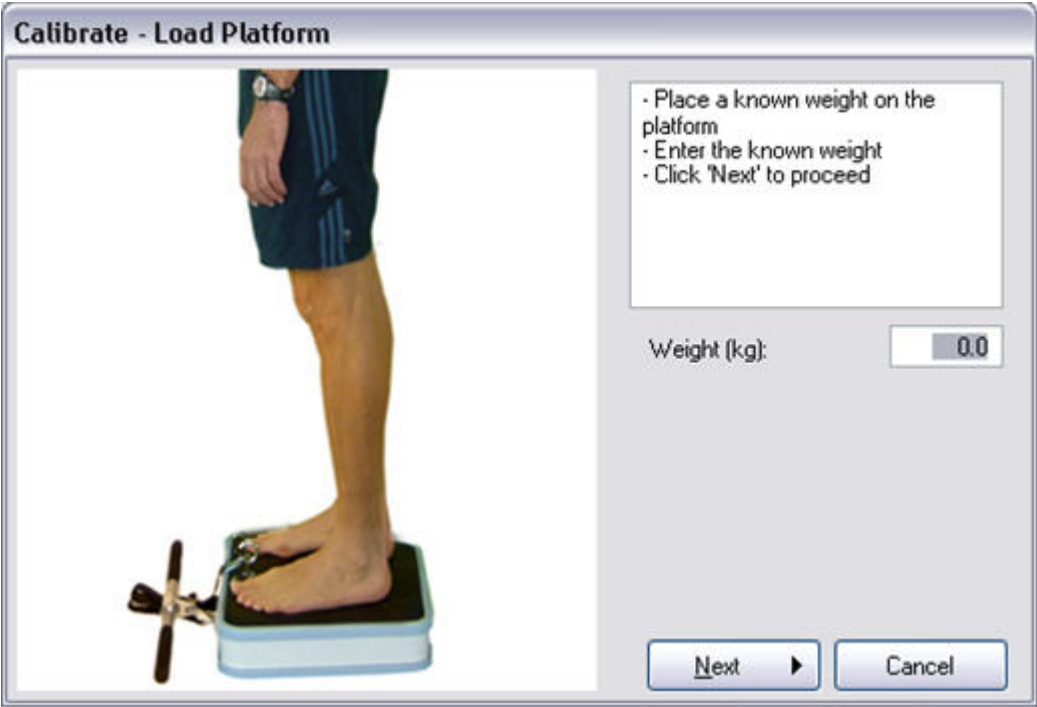 Calibrate - Load Platform
- Place a known weight on the
platform
- Enter the known weight
- Click 'Next' to proceed
Weight (kg):
0.0
Next
Cancel